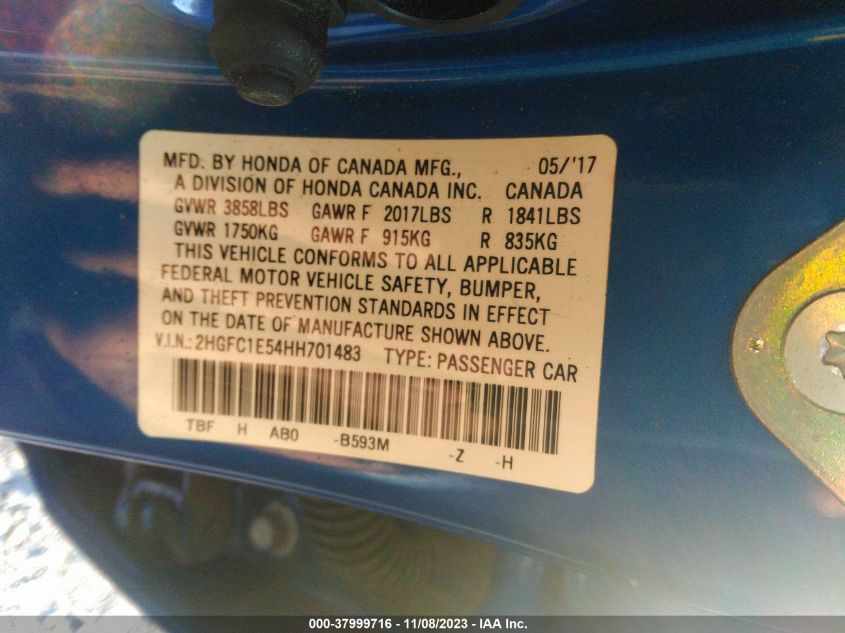 MFD. BY HONDA OF CANADA MFG., 05/'17
A DIVISION OF HONDA CANADA INC. CANADA
GVWR 3858LBS GAWR F 2017LBS R 1841LBS
GVWR 1750KG GAWR F 915KG R 835KG
THIS VEHICLE CONFORMS TO ALL APPLICABLE
FEDERAL MOTOR VEHICLE SAFETY, BUMPER,
AND THEFT PREVENTION STANDARDS IN EFFECT
ON THE DATE OF MANUFACTURE SHOWN ABOVE.
V.I.N.: 2HGFC1E54HH701483 TYPE: PASSENGER CAR
TBF H AB0 -B593M -Z -H
000-37999716 - 11/08/2023 - IAA Inc.